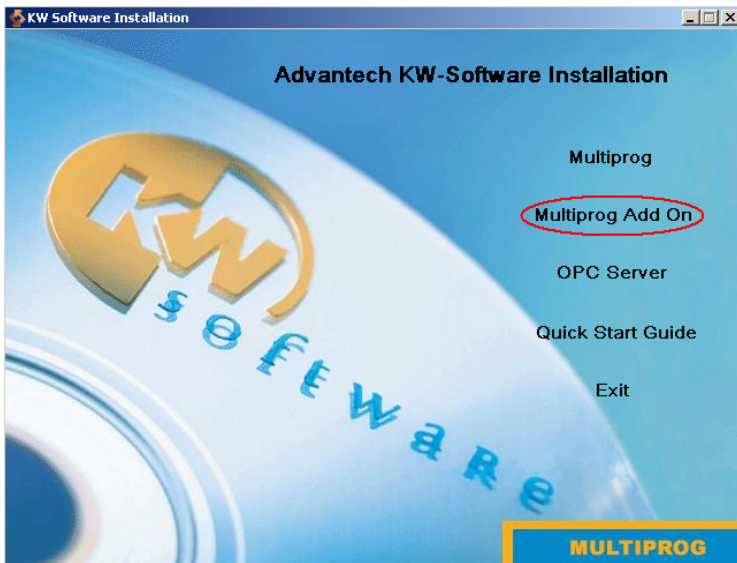 KW Software Installation
Advantech KW-Software Installation
Multiprog
Multiprog Add On
OPC Server
Quick Start Guide
Exit
KW
software
MULTIPROG